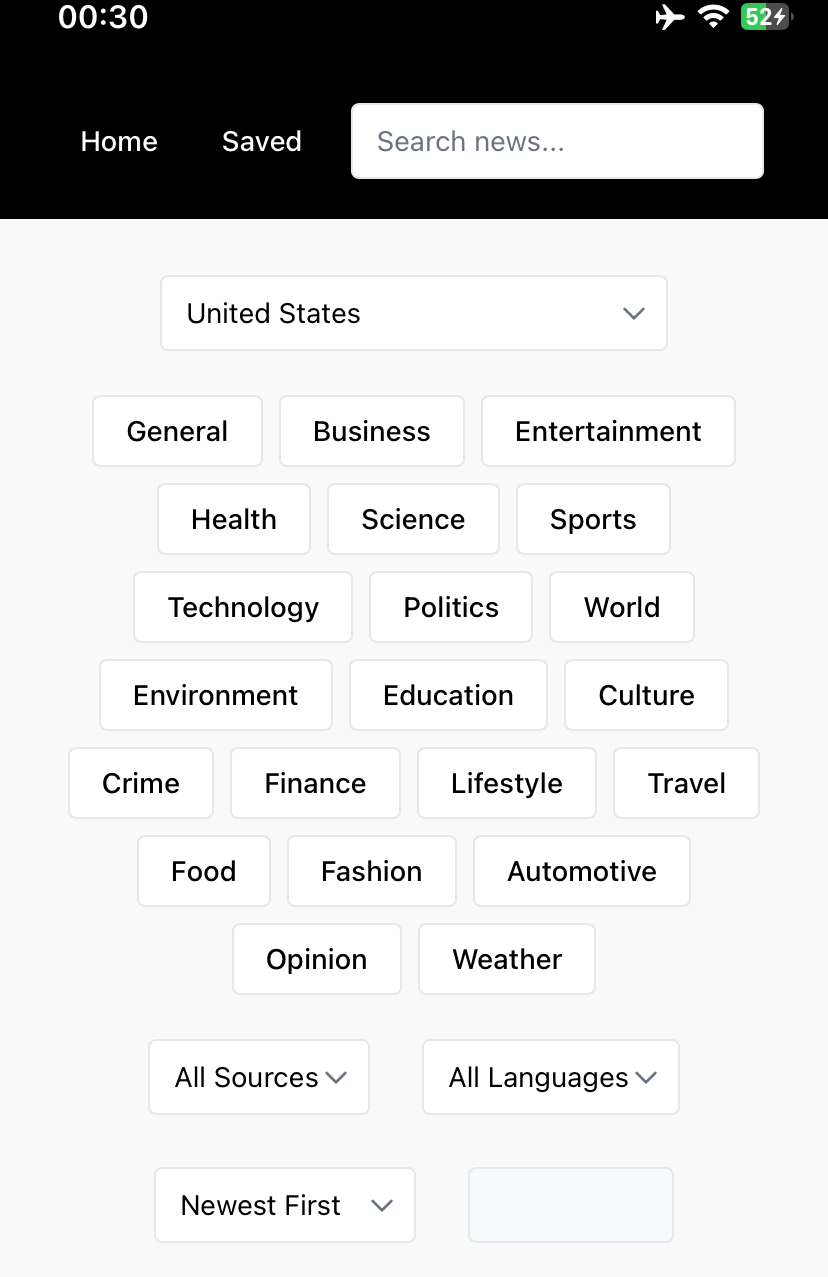 00:30 52
Home Saved Search news...
United States
General Business Entertainment
Health Science Sports
Technology Politics World
Environment Education Culture
Crime Finance Lifestyle Travel
Food Fashion Automotive
Opinion Weather
All Sources All Languages
Newest First